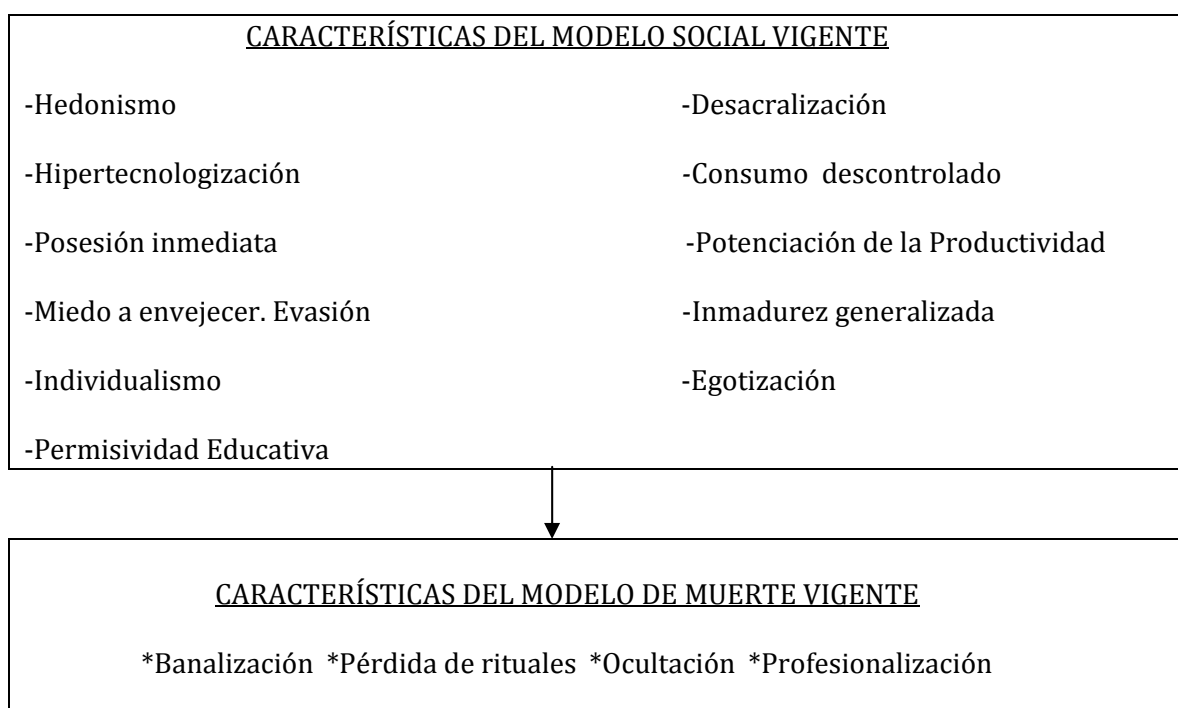 CARACTERÍSTICAS DEL MODELO SOCIAL VIGENTE
-Hedonismo -Desacralización
-Hipertecnologización -Consumo descontrolado
-Posesión inmediata -Potenciación de la Productividad
-Miedo a envejecer. Evasión -Inmadurez generalizada
-Individualismo -Egotización
-Permisividad Educativa
CARACTERÍSTICAS DEL MODELO DE MUERTE VIGENTE
*Banalización *Pérdida de rituales *Ocultación *Profesionalización